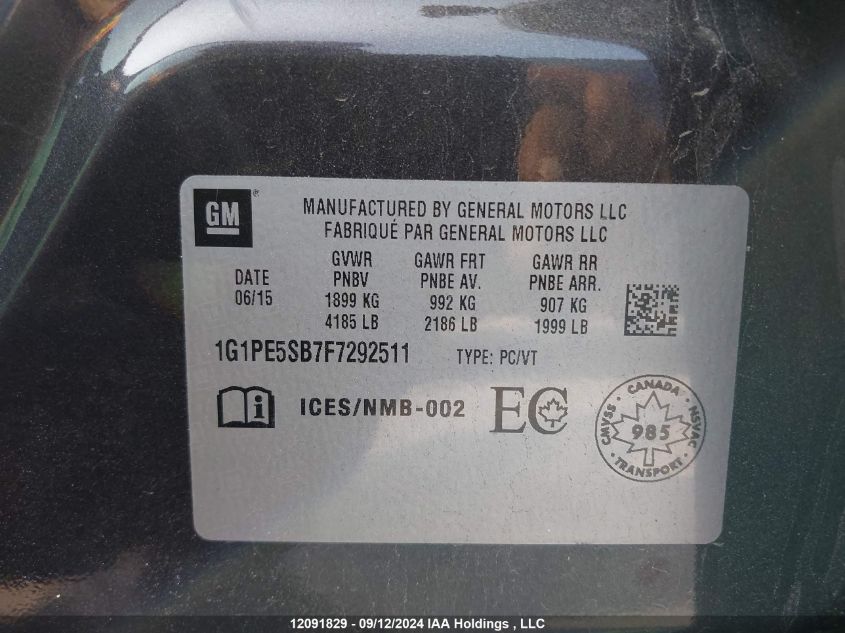 GM ®
MANUFACTURED BY GENERAL MOTORS LLC
FABRIQUÉ PAR GENERAL MOTORS LLC
DATE
06/15
GVWR
PNBV
1899 KG
4185 LB
GAWR FRT
PNBE AV.
992 KG
2186 LB
GAWR RR
PNBE ARR.
907 KG
1999 LB
1G1PE5SB7F7292511 TYPE: PC/VT
i ICES/NMB-002 EC
CANADA
CMVSS 985 NSVAC
TRANSPORT
12091829 - 09/12/2024 IAA Holdings , LLC